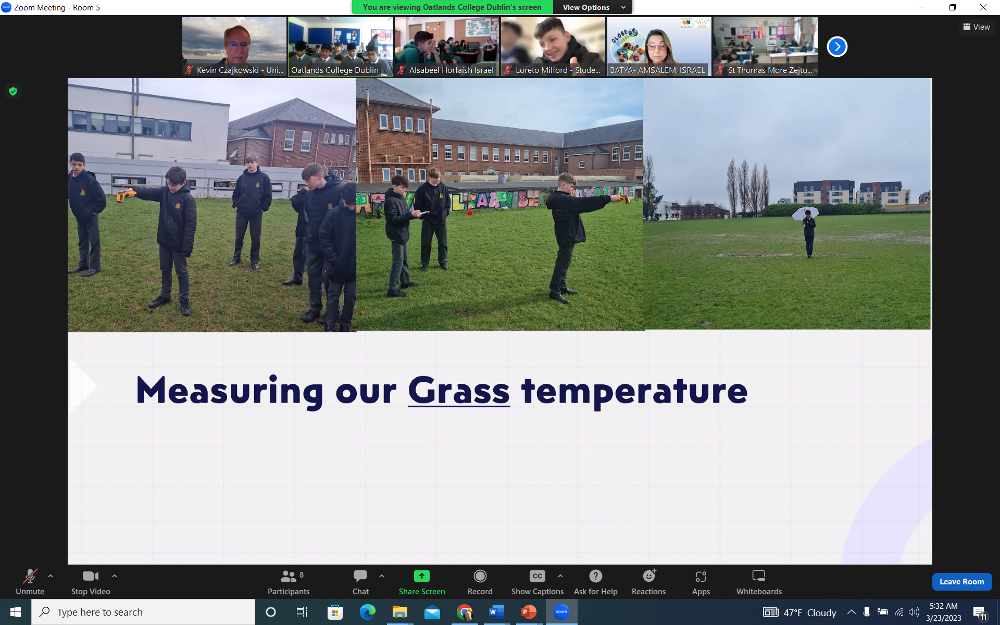 Zoom Meeting - Room 5
You are viewing Oatlands College Dublin's screen
View Options
View
Kevin Czajkowski - Uni...
Oatlands College Dublin
Alsabeel Horfaish Israel
Loreto Milford - Stude...
GLOBE
BATYA- AMSALEM, ISRAEL
St Thomas More Zejtu...
Measuring our Grass temperature
Unmute
Stop Video
8
Participants
Chat
Share Screen
Record
CC
Show Captions
Ask for Help
Reactions
Apps
Whiteboards
Leave Room
Type here to search
zoom
47°F Cloudy
5:32 AM
3/23/2023
11